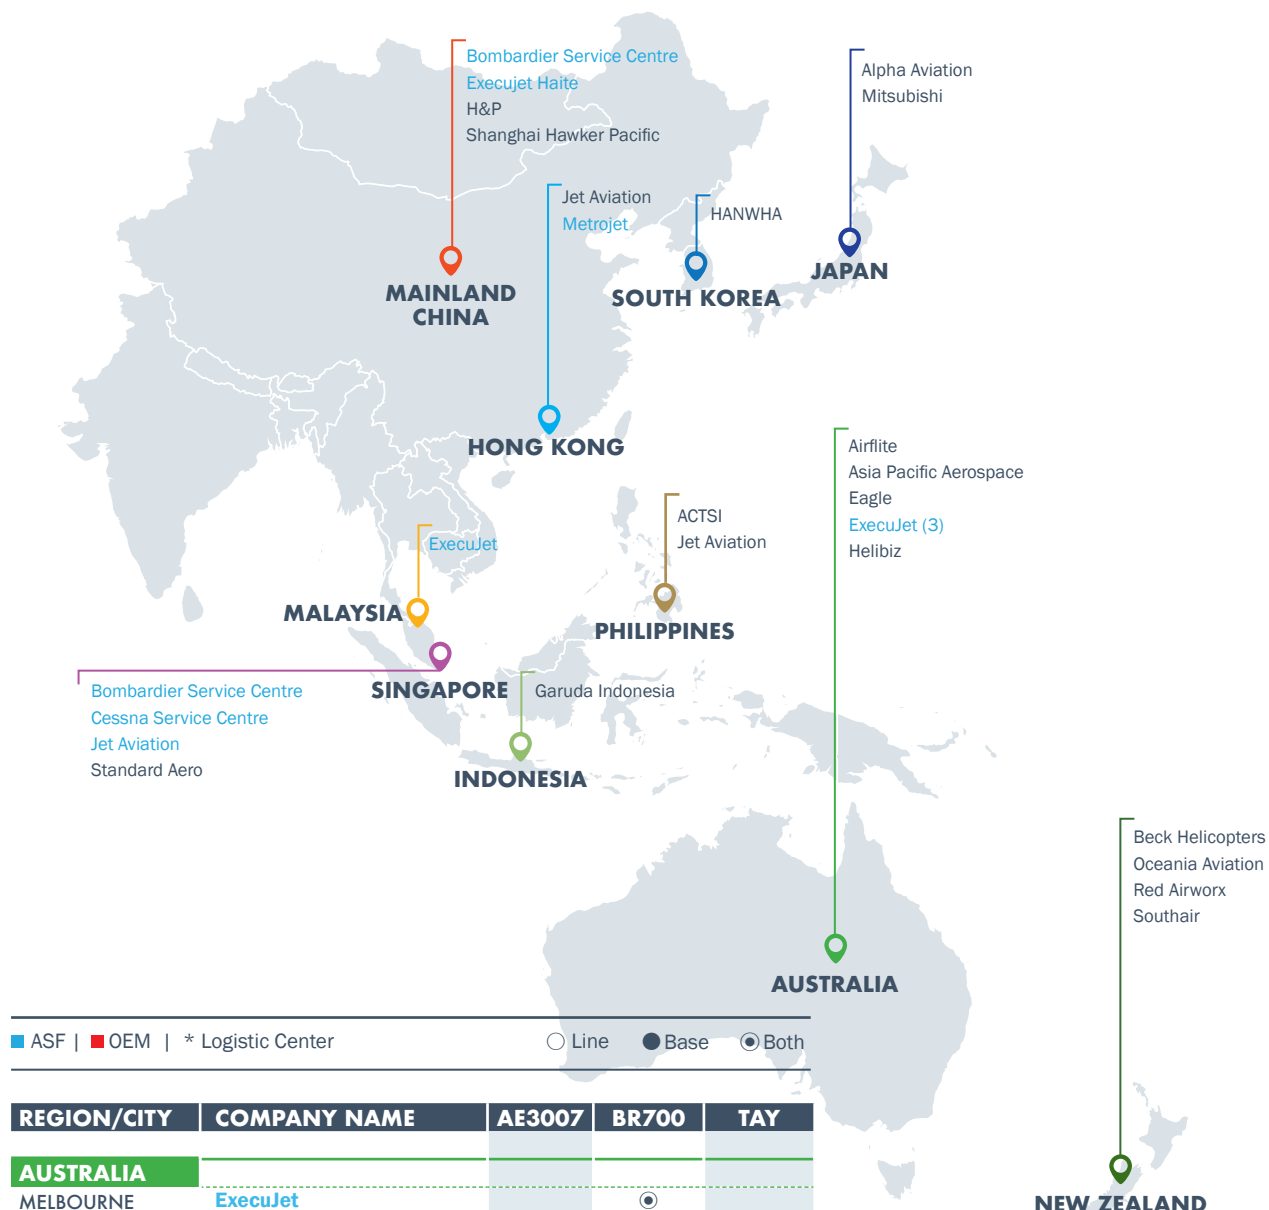 Bombardier Service Centre
Execujet Haite
H&P
Shanghai Hawker Pacific
MAINLAND
CHINA
Jet Aviation
Metrojet
HONG KONG
HANWHA
SOUTH KOREA
Alpha Aviation
Mitsubishi
JAPAN
ExecuJet
MALAYSIA
ACTSI
Jet Aviation
PHILIPPINES
Bombardier Service Centre
Cessna Service Centre
Jet Aviation
Standard Aero
SINGAPORE
Garuda Indonesia
INDONESIA
Airflite
Asia Pacific Aerospace
Eagle
ExecuJet (3)
Helibiz
AUSTRALIA
Beck Helicopters
Oceania Aviation
Red Airworx
Southair
NEW ZEALAND
ASF | OEM | * Logistic Center Line Base Both
REGION/CITY COMPANY NAME AE3007 BR700 TAY
AUSTRALIA
MELBOURNE ExecuJet